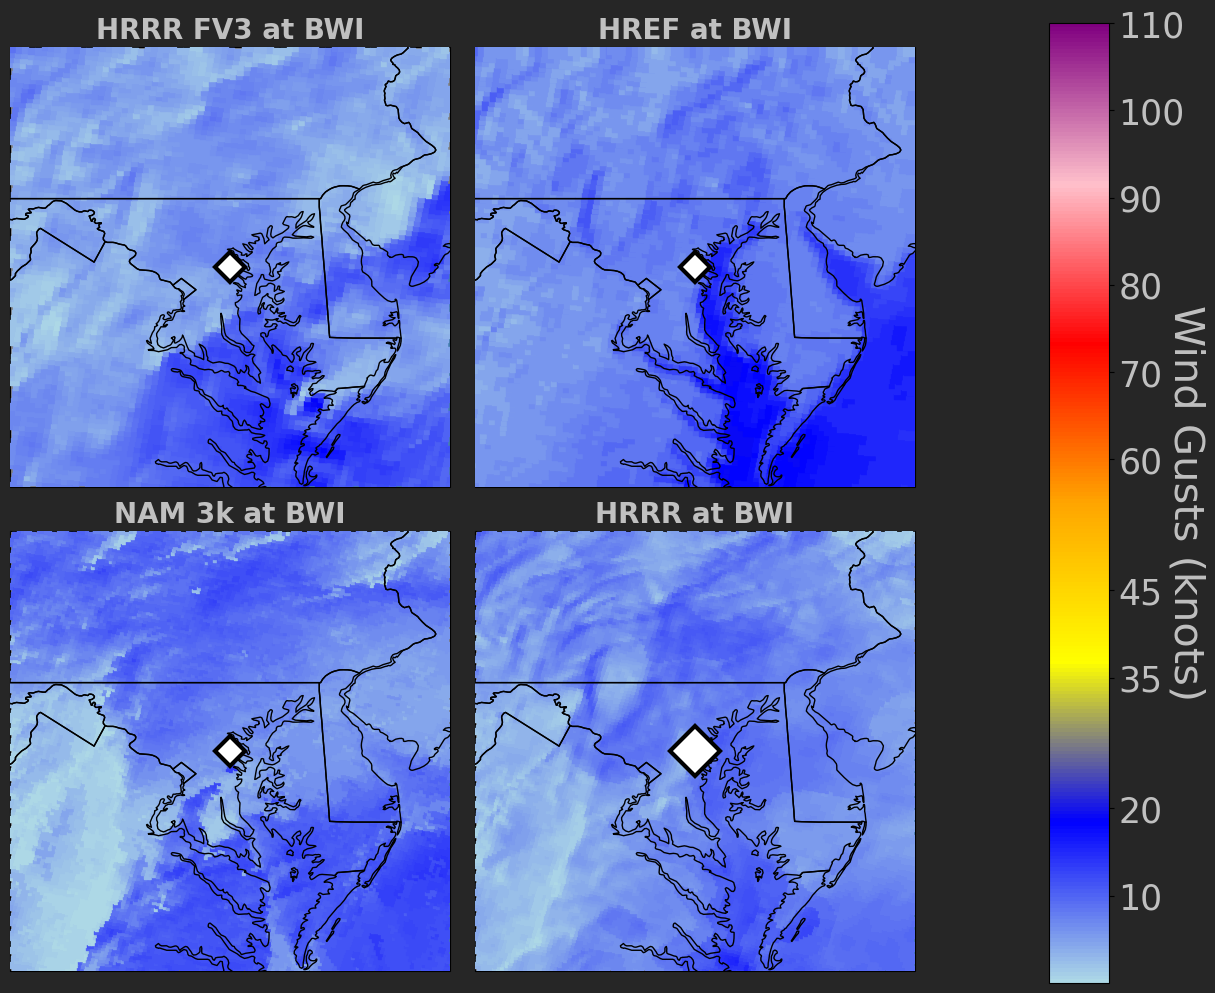 HRRR FV3 at BWI
HREF at BWI
NAM 3k at BWI
HRRR at BWI
110
100
90
80
70
60
45
35
20
10
Wind Gusts (knots)